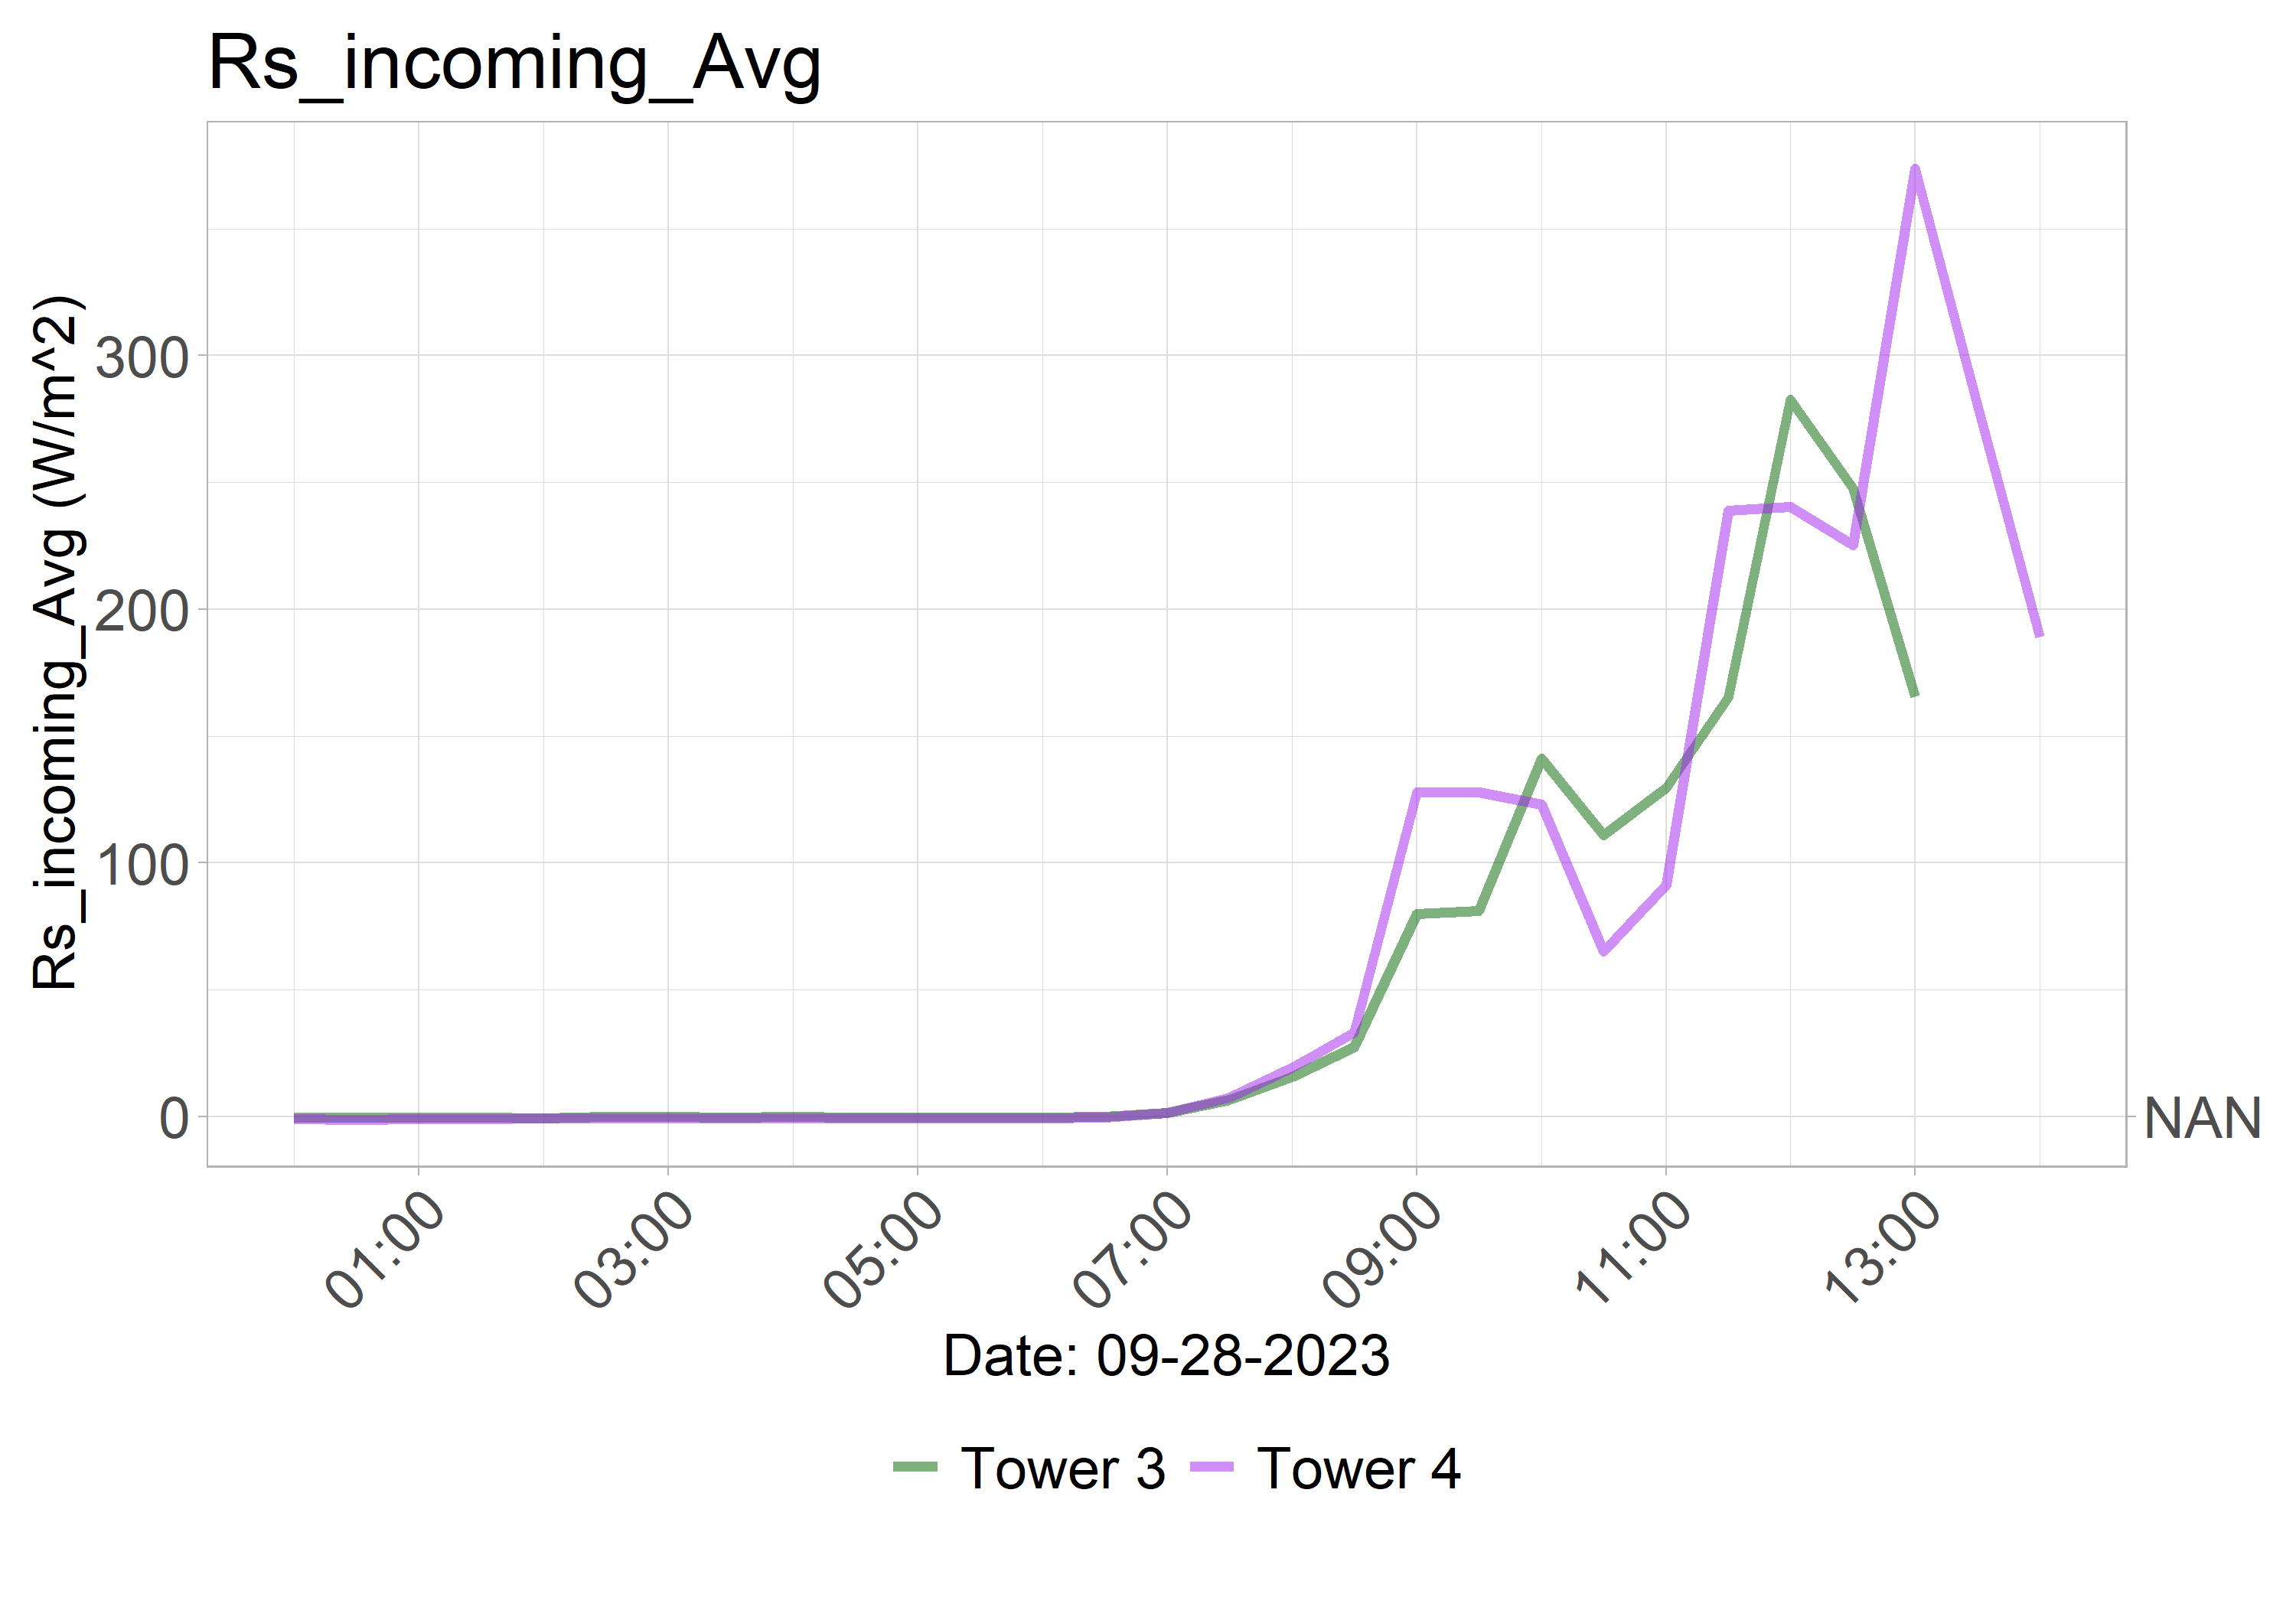 Rs_incoming_Avg
Rs_incoming_Avg (W/m^2)
300
200
100
0
NAN
01:00
03:00
05:00
07:00
09:00
11:00
13:00
Date: 09-28-2023
Tower 3
Tower 4